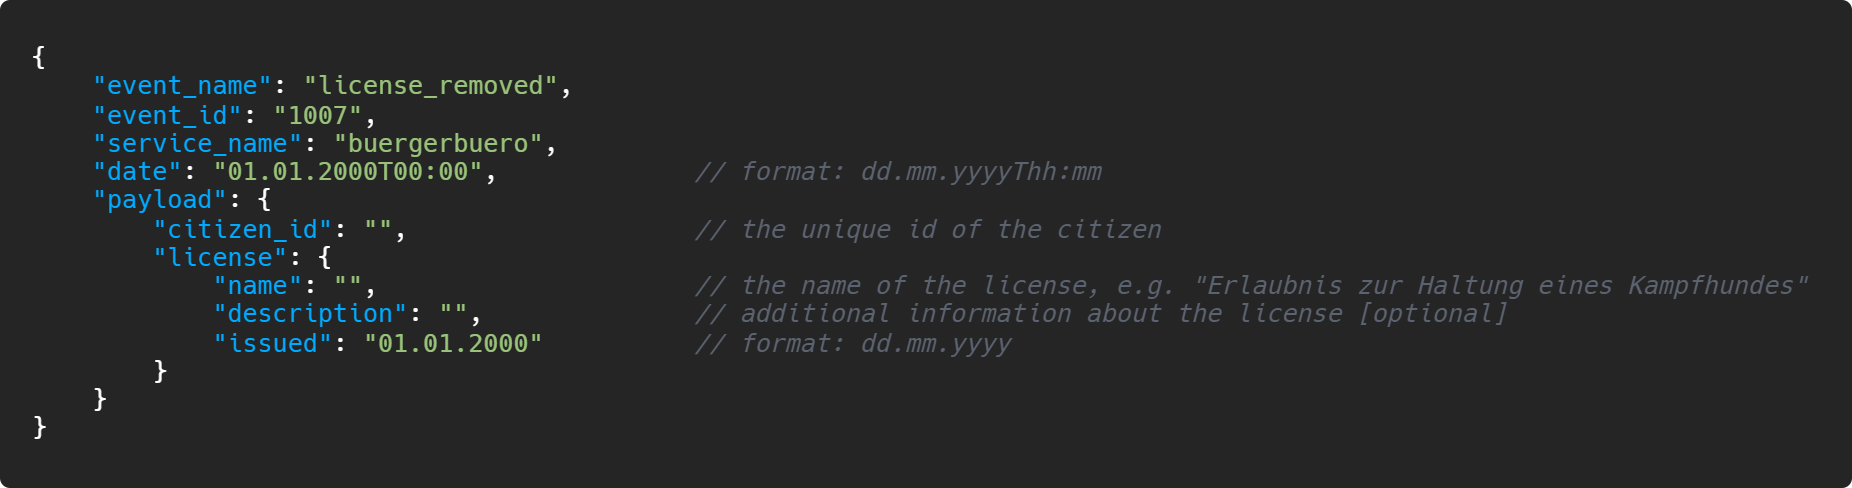 {
    "event_name": "license_removed",
    "event_id": "1007",
    "service_name": "buergerbuero",
    "date": "01.01.2000T00:00",              // format: dd.mm.yyyyThh:mm
    "payload": {
        "citizen_id": "",                   // the unique id of the citizen
        "license": {
            "name": "",                     // the name of the license, e.g. "Erlaubnis zur Haltung eines Kampfhundes"
            "description": "",              // additional information about the license [optional]
            "issued": "01.01.2000"          // format: dd.mm.yyyy
        }
    }
}